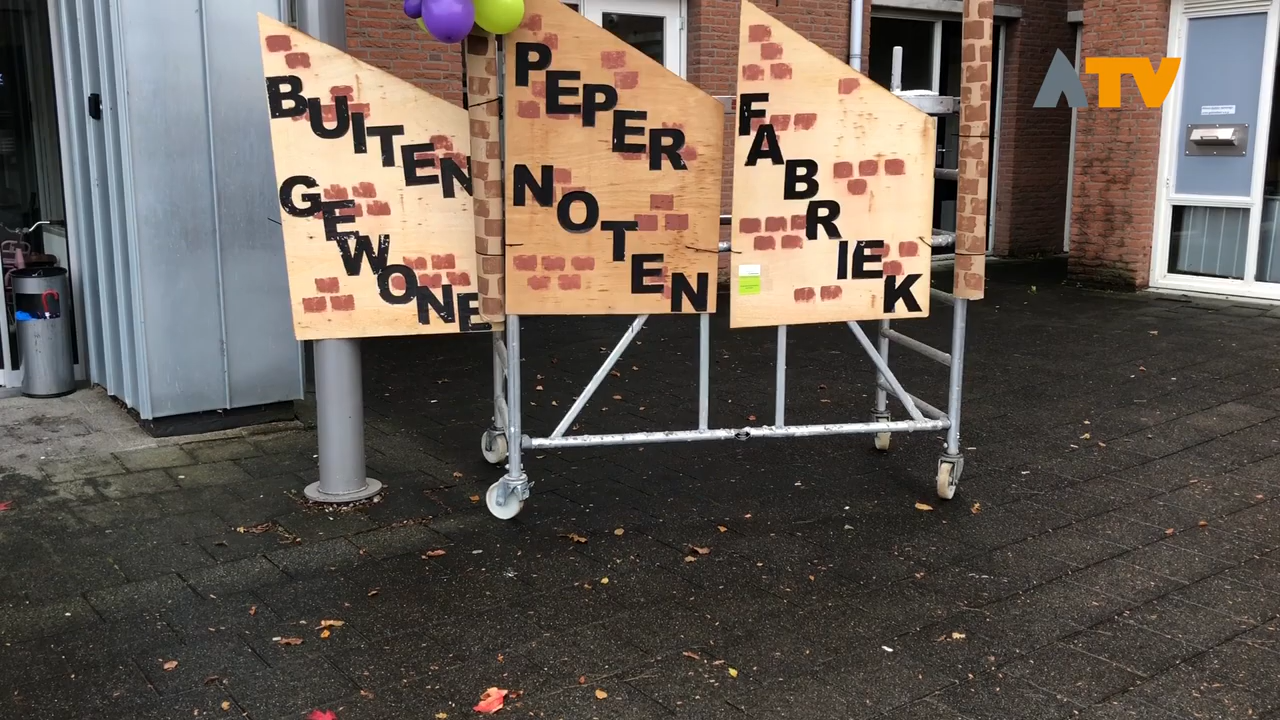 BUITEN
GEWONE
PEPER
NOTEN
FABRIEK
ATV